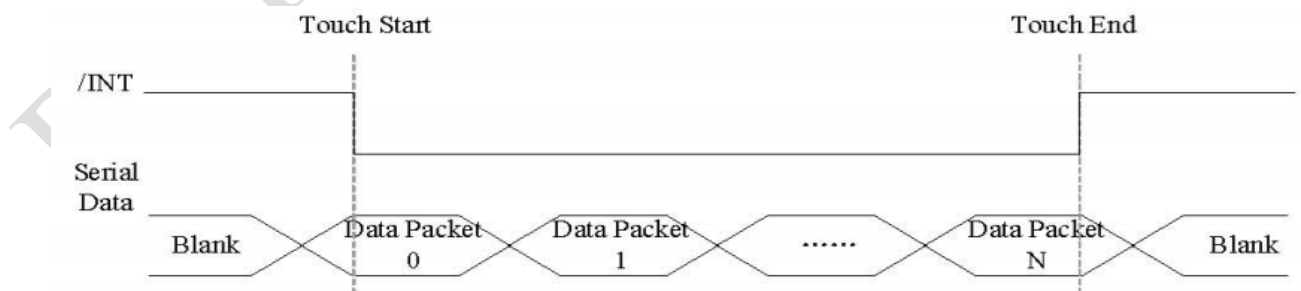 Touch Start
Touch End
/INT
Serial
Data
Blank
Data Packet
0
Data Packet
1
......
Data Packet
N
Blank